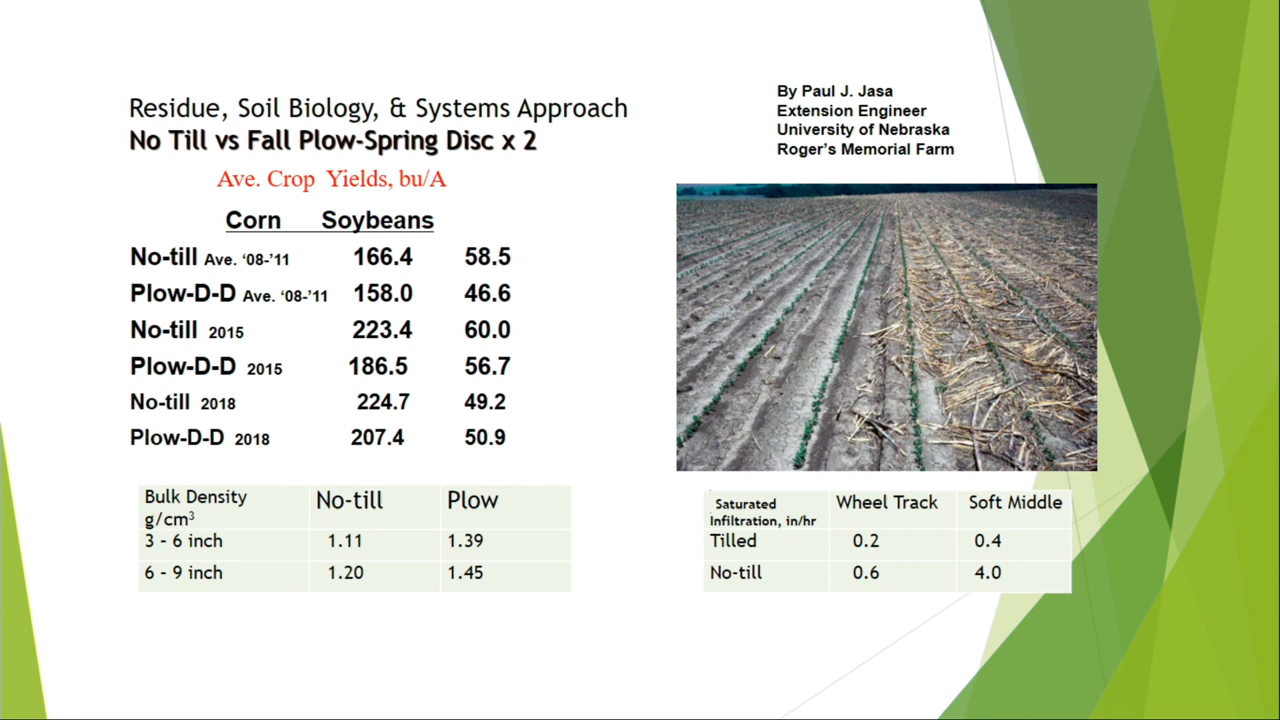 Residue, Soil Biology, & Systems Approach
No Till vs Fall Plow-Spring Disc x 2
Ave. Crop Yields, bu/A
Corn Soybeans
No-till Ave. ‘08-’11 166.4 58.5
Plow-D-D Ave. ‘08-’11 158.0 46.6
No-till 2015 223.4 60.0
Plow-D-D 2015 186.5 56.7
No-till 2018 224.7 49.2
Plow-D-D 2018 207.4 50.9
By Paul J. Jasa
Extension Engineer
University of Nebraska
Roger’s Memorial Farm
Bulk Density No-till Plow
g/cm³
3 - 6 inch 1.11 1.39
6 - 9 inch 1.20 1.45
Saturated Wheel Track Soft Middle
Infiltration, in/hr
Tilled 0.2 0.4
No-till 0.6 4.0